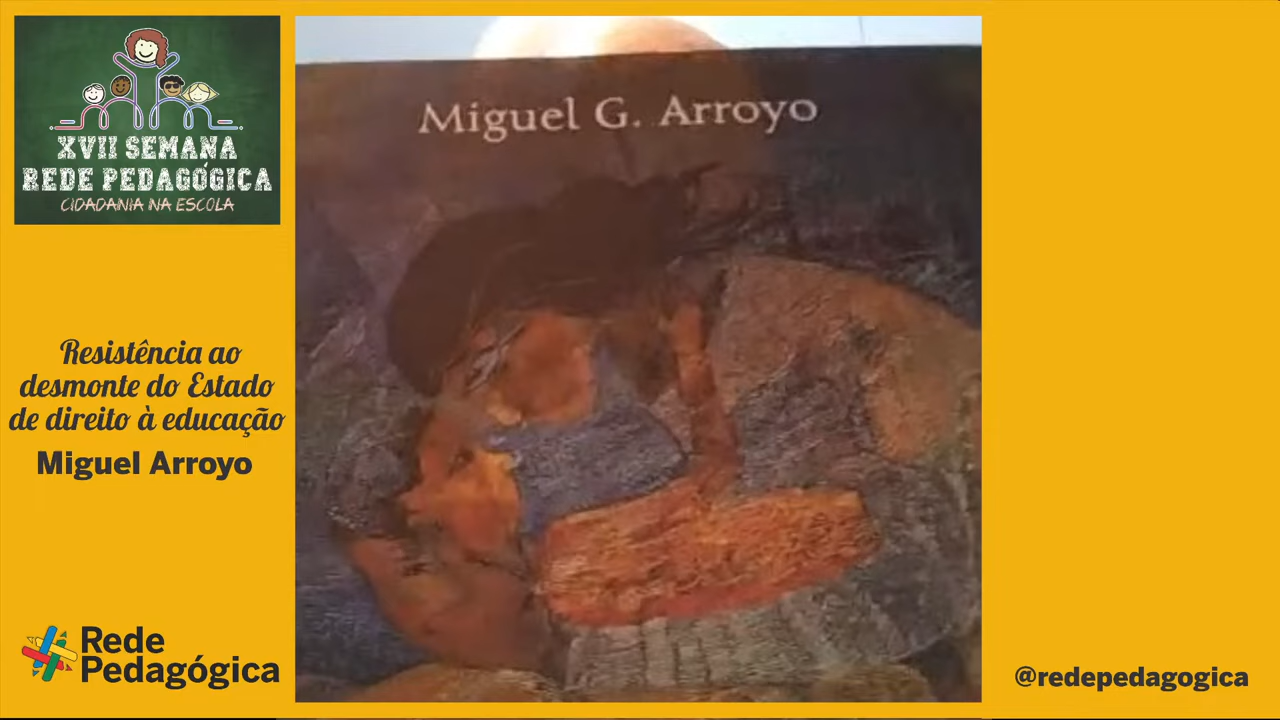 XVII SEMANA
REDE PEDAGÓGICA
CIDADANIA NA ESCOLA
Miguel G. Arroyo
Resistência ao
desmonte do Estado
de direito à educação
Miguel Arroyo
Rede
Pedagógica
@redepedagogica